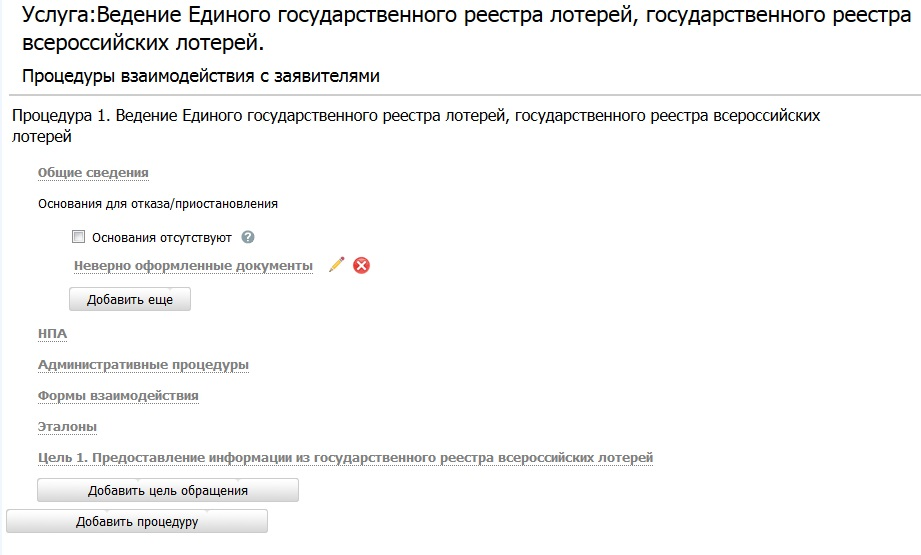 Услуга:Ведение Единого государственного реестра лотерей, государственного реестра
всероссийских лотерей.
Процедуры взаимодействия с заявителями
Процедура 1. Ведение Единого государственного реестра лотерей, государственного реестра всероссийских
лотерей
Общие сведения
Основания для отказа/приостановления
Основания отсутствуют ?
Неверно оформленные документы
Добавить еще
НПА
Административные процедуры
Формы взаимодействия
Эталоны
Цель 1. Предоставление информации из государственного реестра всероссийских лотерей
Добавить цель обращения
Добавить процедуру